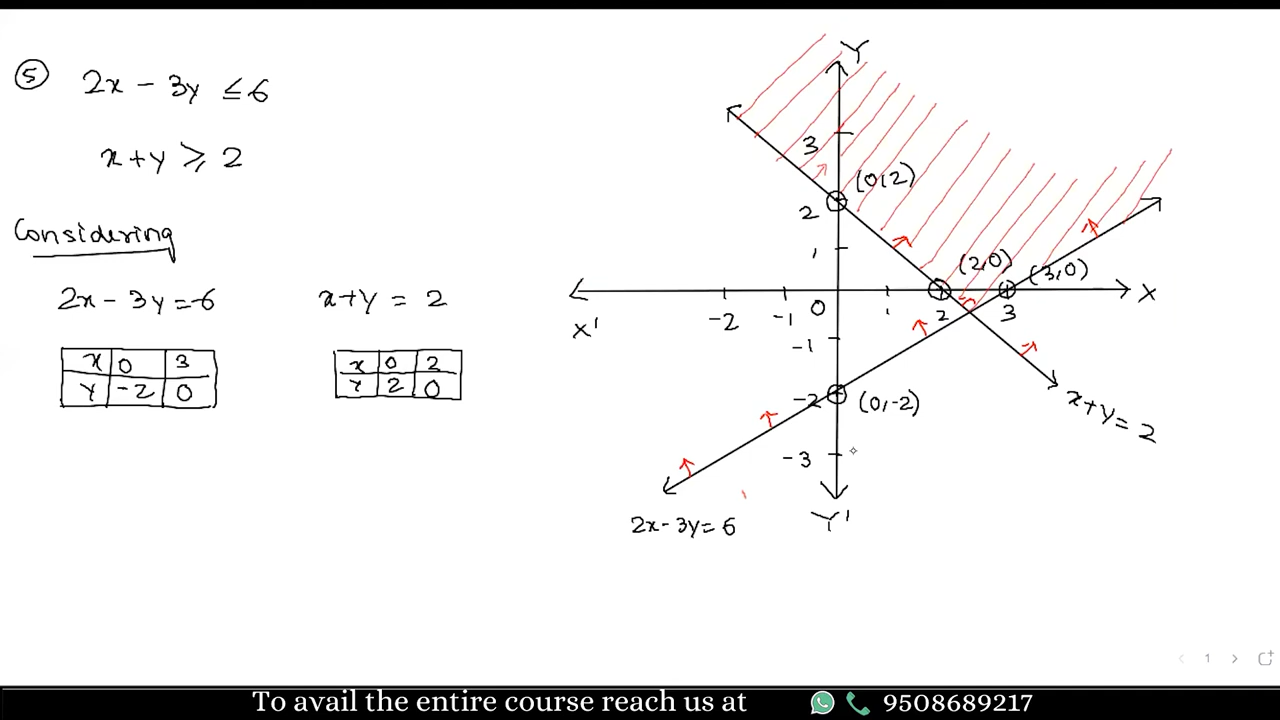 ⑤ 2x - 3y ≤ 6
x + y ⩾ 2
Considering
2x - 3y = 6
x + y = 2
x 0 3
y -2 0
x 0 2
y 2 0
Y
3
(0,2)
2
1
(2,0)
(3,0)
X' -2 -1 0 1 2 3 X
-1
-2 (0,-2)
x + y = 2
-3
Y'
2x - 3y = 6
1
To avail the entire course reach us at 9508689217